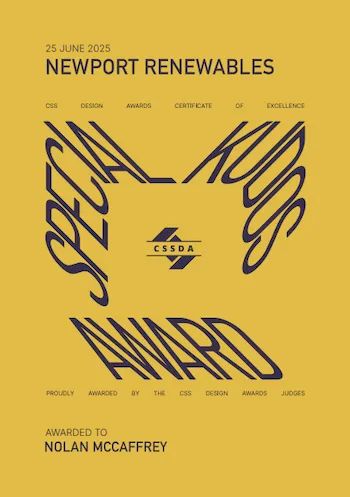 25 JUNE 2025
NEWPORT RENEWABLES
CSS DESIGN AWARDS CERTIFICATE OF EXCELLENCE
SPECIAL KUDOS
CSSDA
AWARD
PROUDLY AWARDED BY THE CSS DESIGN AWARDS JUDGES
AWARDED TO
NOLAN MCCAFFREY